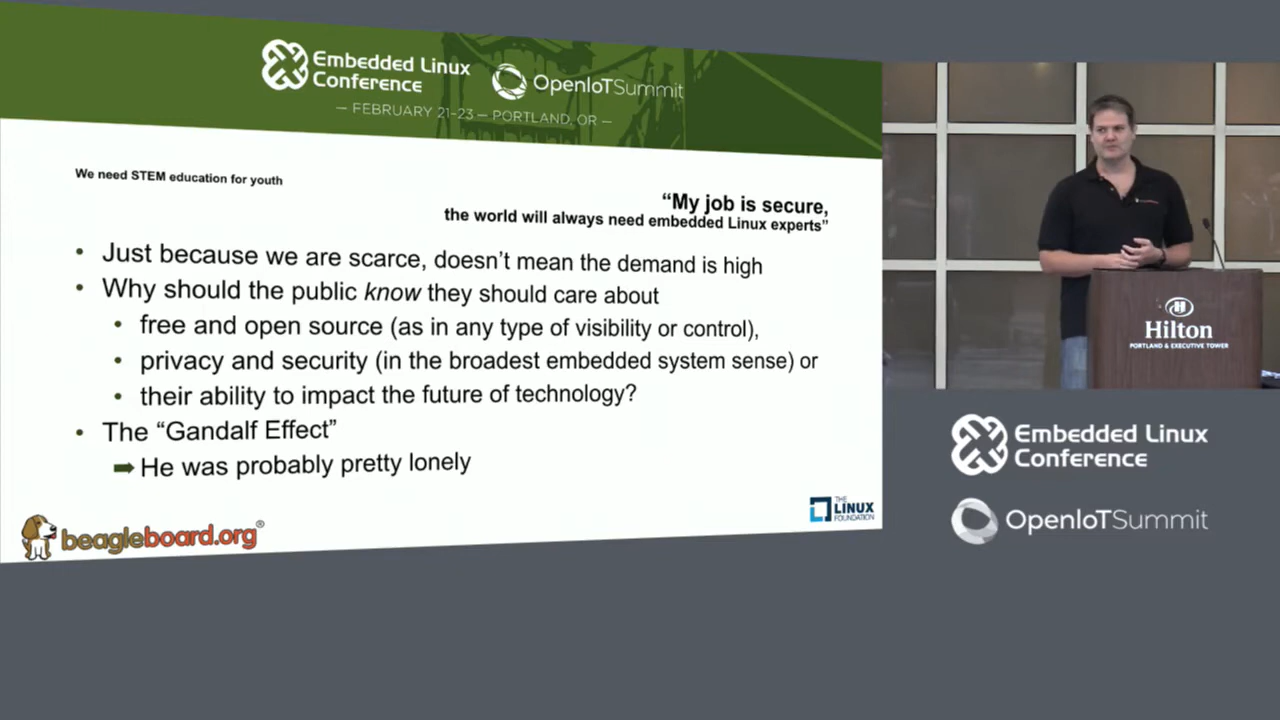 Embedded Linux
Conference
OpenIoTSummit
— FEBRUARY 21-23 — PORTLAND, OR —
We need STEM education for youth
“My job is secure,
the world will always need embedded Linux experts”
• Just because we are scarce, doesn’t mean the demand is high
• Why should the public know they should care about
• free and open source (as in any type of visibility or control),
• privacy and security (in the broadest embedded system sense) or
• their ability to impact the future of technology?
• The “Gandalf Effect”
➡ He was probably pretty lonely
beagleboard.org®
THE
LINUX
FOUNDATION
Hilton
PORTLAND & EXECUTIVE TOWER
Embedded Linux
Conference
OpenIoTSummit